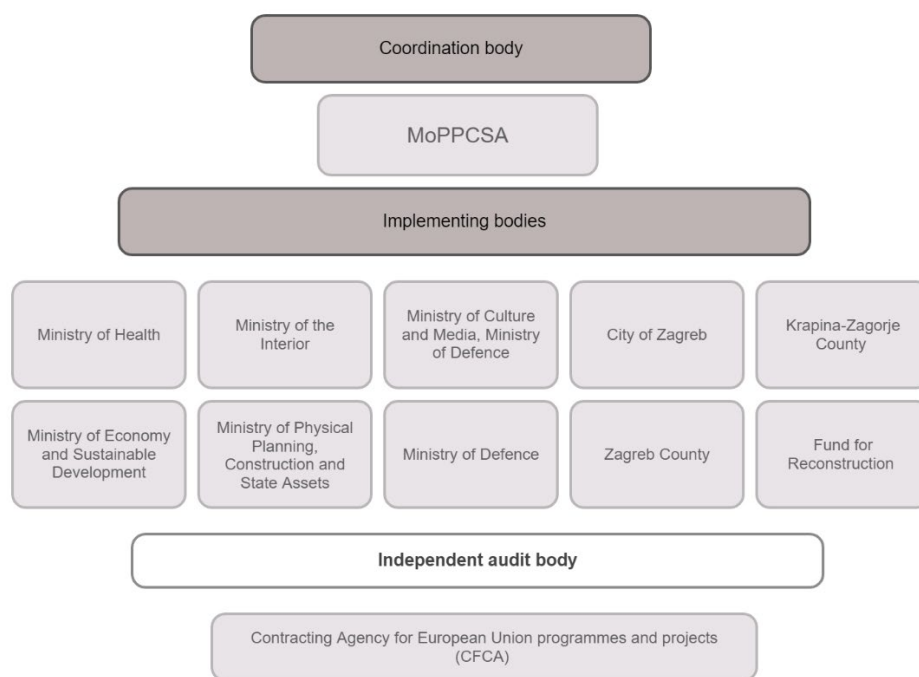 Coordination body
MoPPCSA
Implementing bodies
Ministry of Health
Ministry of the
Interior
Ministry of Culture
and Media, Ministry
of Defence
City of Zagreb
Krapina-Zagorje
County
Ministry of Economy
and Sustainable
Development
Ministry of Physical
Planning,
Construction and
State Assets
Ministry of Defence
Zagreb County
Fund for
Reconstruction
Independent audit body
Contracting Agency for European Union programmes and projects
(CFCA)